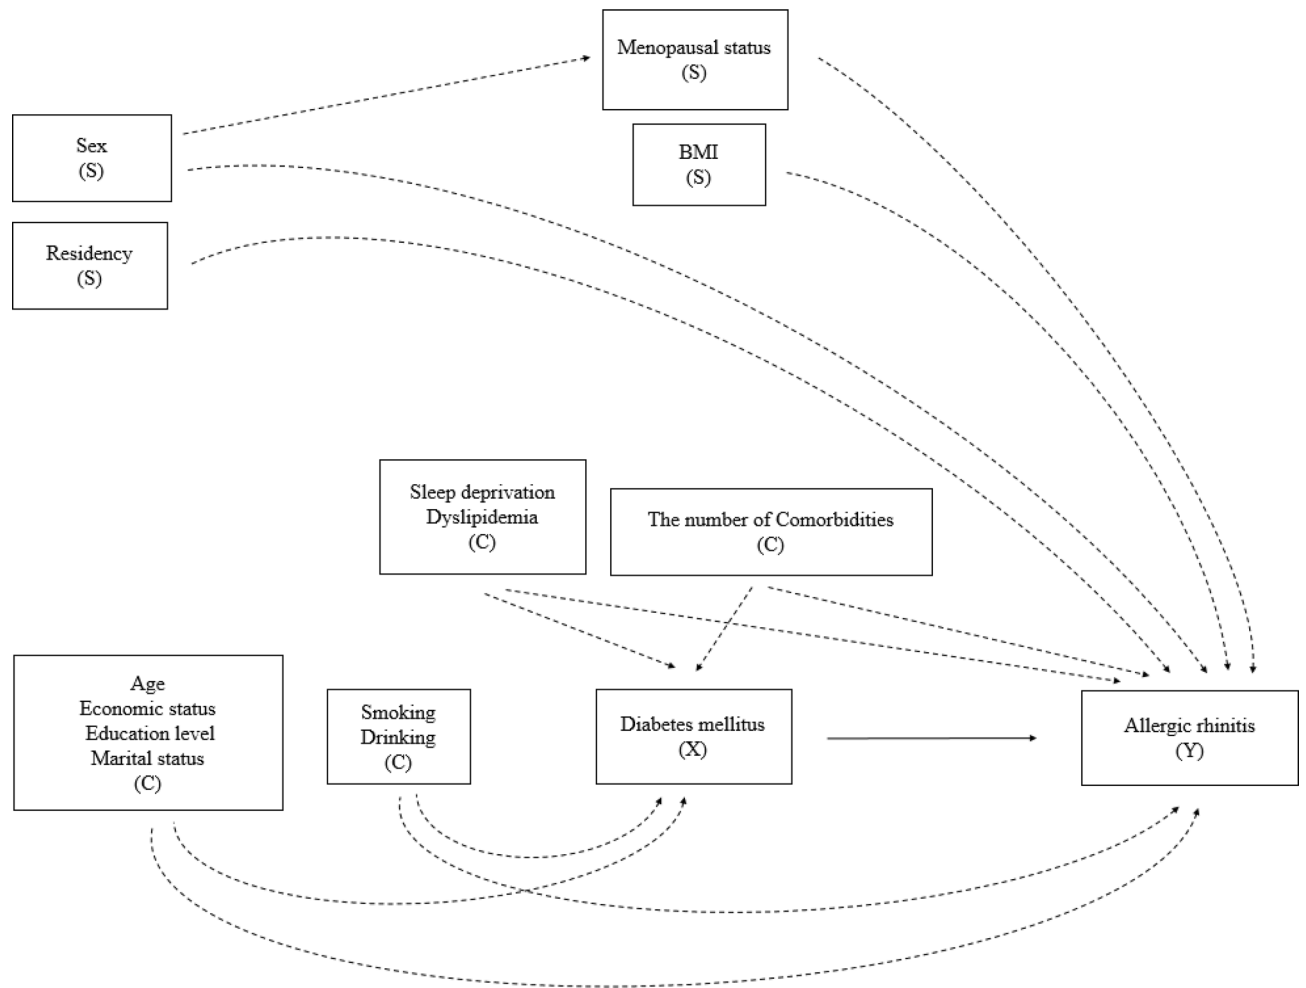 Menopausal status
(S)
Sex
(S)
BMI
(S)
Residency
(S)
Sleep deprivation
Dyslipidemia
(C)
The number of Comorbidities
(C)
Age
Economic status
Education level
Marital status
(C)
Smoking
Drinking
(C)
Diabetes mellitus
(X)
Allergic rhinitis
(Y)